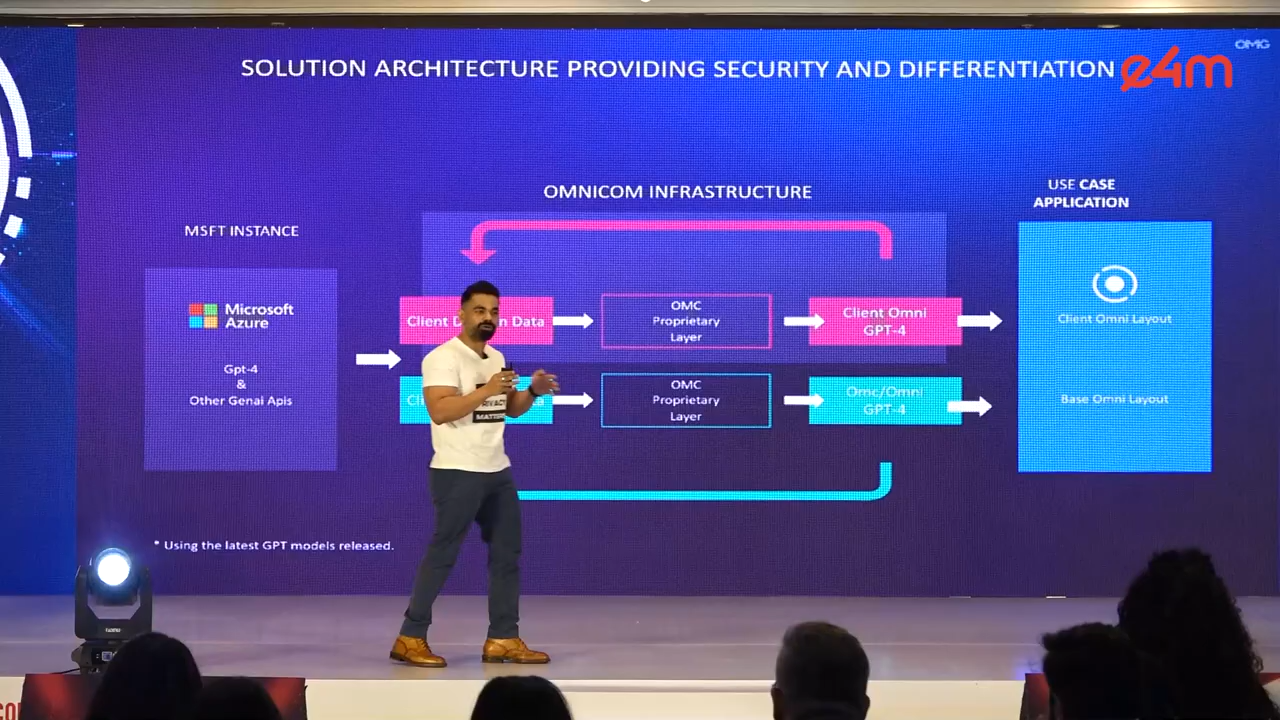 OMG
e4m
SOLUTION ARCHITECTURE PROVIDING SECURITY AND DIFFERENTIATION
OMNICOM INFRASTRUCTURE
USE CASE
APPLICATION
MSFT INSTANCE
Microsoft
Azure
Gpt-4
&
Other Genai Apis
Client Data
OMC
Proprietary
Layer
Client Omni
GPT-4
Client Omni Layout
OMC
Proprietary
Layer
Omc/Omni
GPT-4
Base Omni Layout
MATTERS
* Using the latest GPT models released.